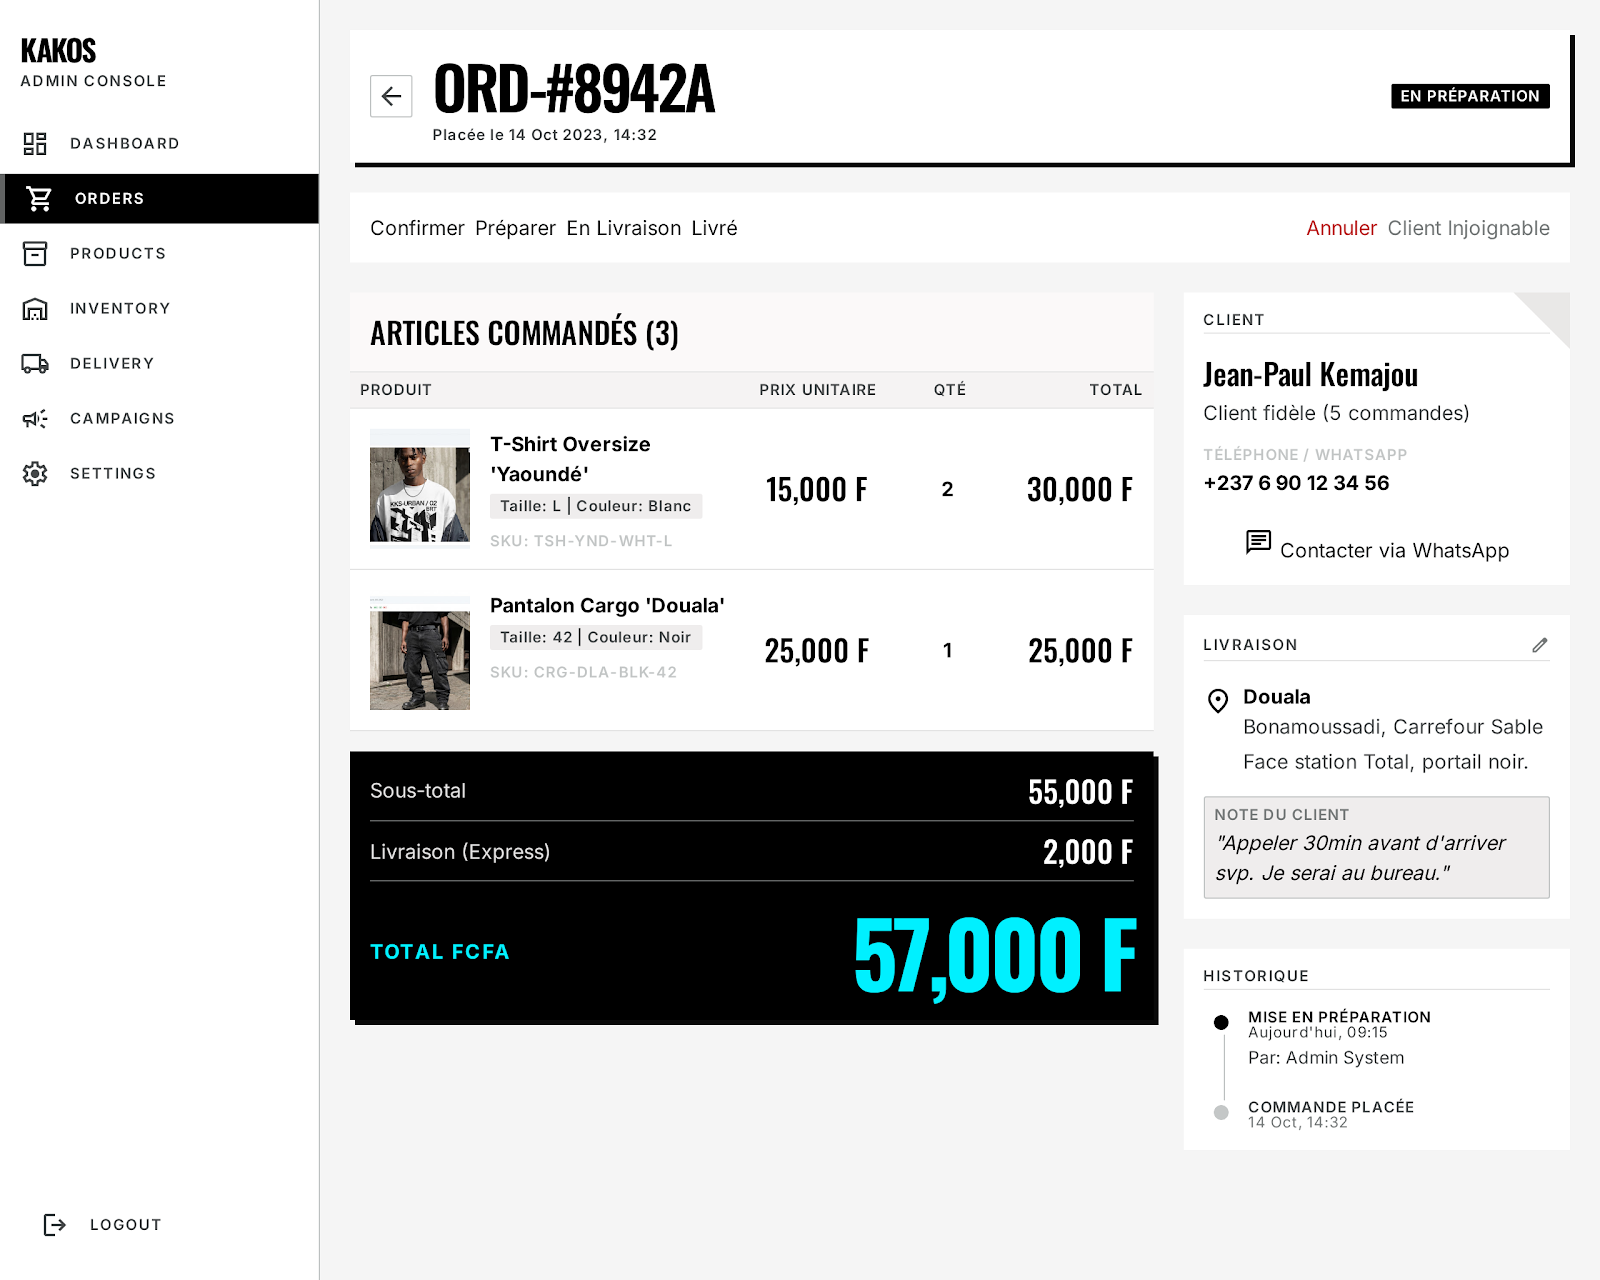 KAKOS
ADMIN CONSOLE
DASHBOARD
ORDERS
PRODUCTS
INVENTORY
DELIVERY
CAMPAIGNS
SETTINGS
LOGOUT
ORD-#8942A
Placée le 14 Oct 2023, 14:32
EN PRÉPARATION
Confirmer Préparer En Livraison Livré
Annuler Client Injoignable
ARTICLES COMMANDÉS (3)
PRODUIT PRIX UNITAIRE QTÉ TOTAL
T-Shirt Oversize
'Yaoundé'
Taille: L | Couleur: Blanc
SKU: TSH-YND-WHT-L
15,000 F 2 30,000 F
Pantalon Cargo 'Douala'
Taille: 42 | Couleur: Noir
SKU: CRG-DLA-BLK-42
25,000 F 1 25,000 F
Sous-total 55,000 F
Livraison (Express) 2,000 F
TOTAL FCFA 57,000 F
CLIENT
Jean-Paul Kemajou
Client fidèle (5 commandes)
TÉLÉPHONE / WHATSAPP
+237 6 90 12 34 56
Contacter via WhatsApp
LIVRAISON
Douala
Bonamoussadi, Carrefour Sable
Face station Total, portail noir.
NOTE DU CLIENT
"Appeler 30min avant d'arriver
svp. Je serai au bureau."
HISTORIQUE
MISE EN PRÉPARATION
Aujourd'hui, 09:15
Par: Admin System
COMMANDE PLACÉE
14 Oct, 14:32